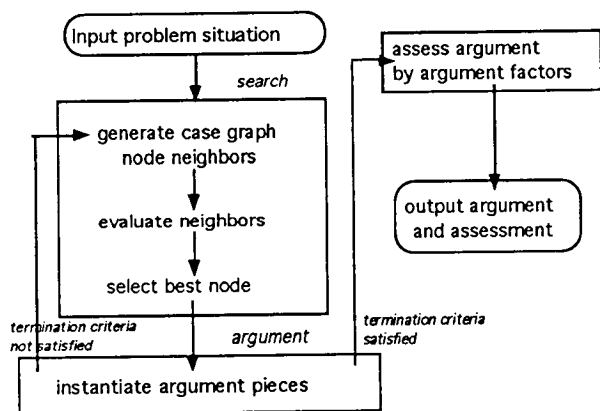 Input problem situation
search
generate case graph
node neighbors
evaluate neighbors
select best node
termination criteria
not satisfied
argument
instantiate argument pieces
termination criteria
satisfied
assess argument
by argument factors
output argument
and assessment